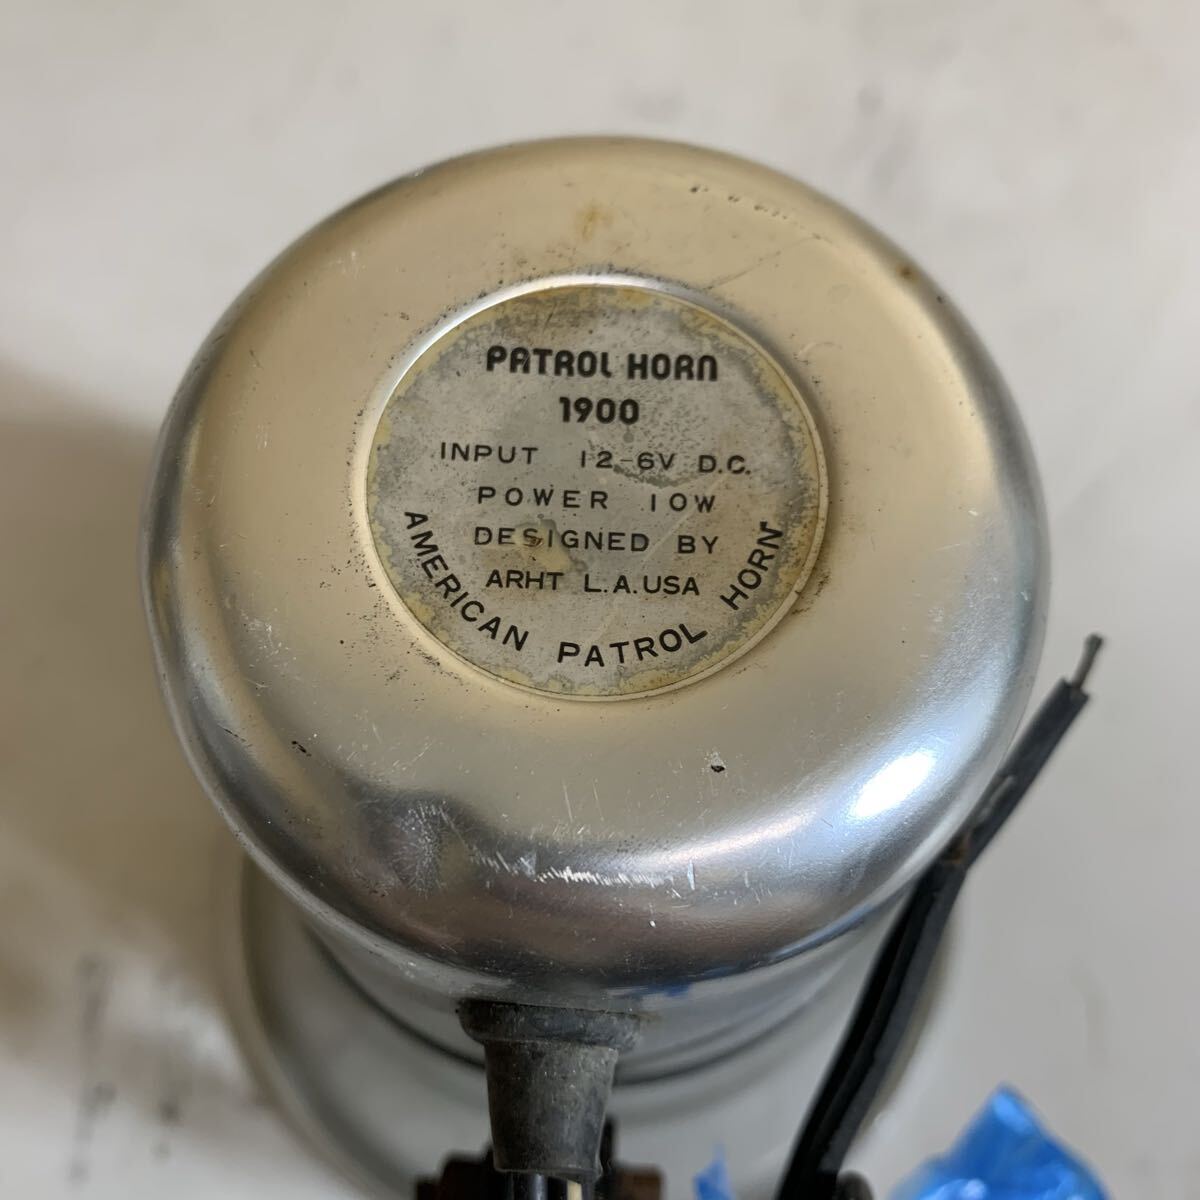 PATROL HORN
1900
INPUT 12-6V D.C.
POWER 10W
DESIGNED BY
ARHT L.A.USA
AMERICAN PATROL HORN